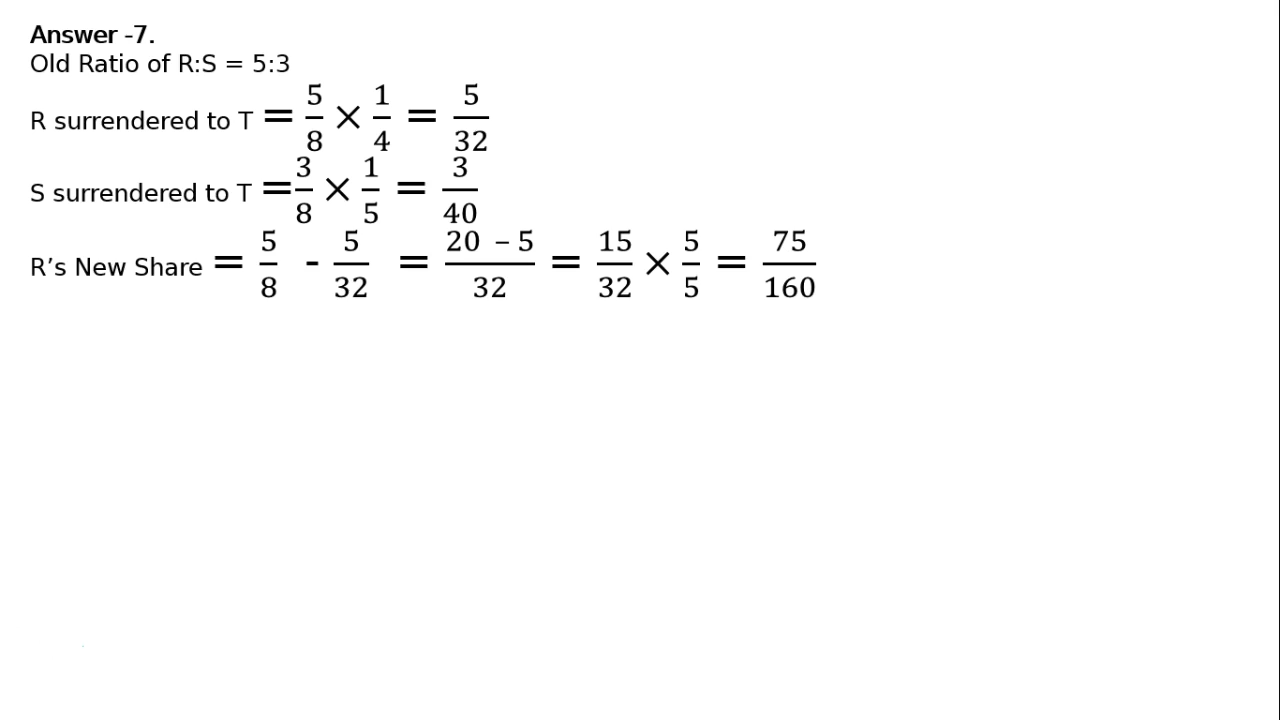 Answer -7.
Old Ratio of R:S = 5:3
R surrendered to T = 5/8 × 1/4 = 5/32
S surrendered to T = 3/8 × 1/5 = 3/40
R’s New Share = 5/8 - 5/32 = 20 – 5/32 = 15/32 × 5/5 = 75/160